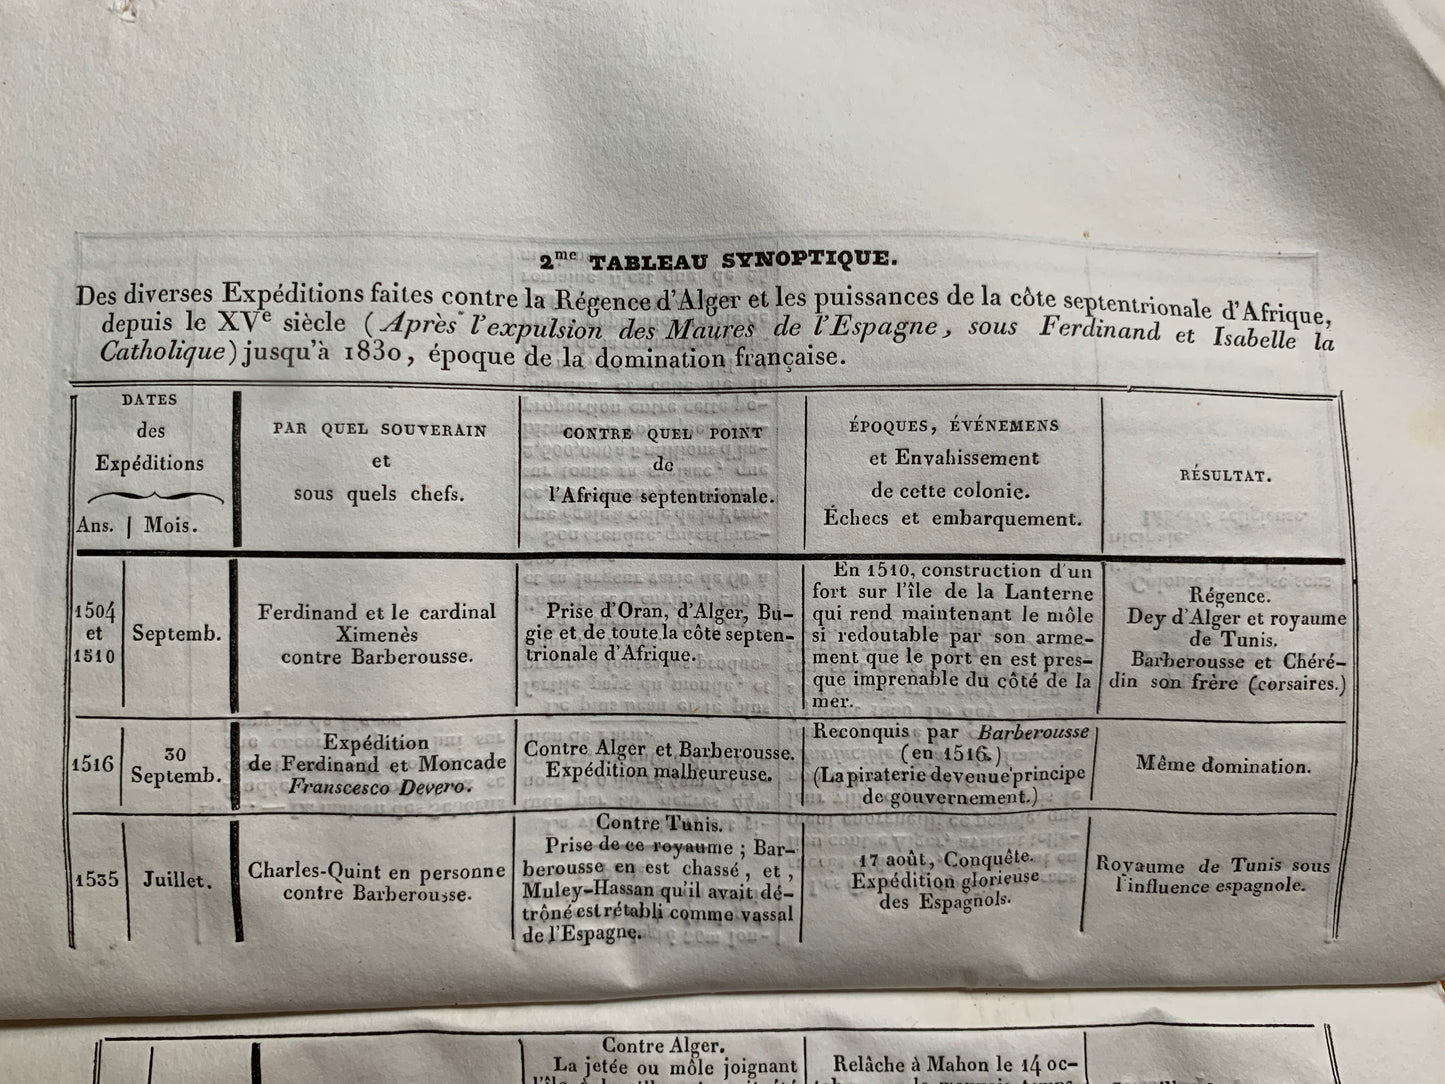 2me TABLEAU SYNOPTIQUE.
Des diverses Expéditions faites contre la Régence d'Alger et les puissances de la côte septentrionale d'Afrique,
depuis le XVe siècle (Après l'expulsion des Maures de l'Espagne, sous Ferdinand et Isabelle la
Catholique) jusqu'à 1830, époque de la domination française.
DATES
des
Expéditions
Ans. | Mois.
PAR QUEL SOUVERAIN
et
sous quels chefs.
CONTRE QUEL POINT
de
l'Afrique septentrionale.
ÉPOQUES, ÉVÉNEMENS
et Envahissement
de cette colonie.
Échecs et embarquement.
RÉSULTAT.
1504
et
1510
Septemb.
Ferdinand et le cardinal
Ximenès
contre Barberousse.
Prise d'Oran, d'Alger, Bu-
gie et de toute la côte septen-
trionale d'Afrique.
En 1510, construction d'un
fort sur l'île de la Lanterne
qui rend maintenant le môle
si redoutable par son arme-
ment que le port en est pres-
que imprenable du côté de la
mer.
Régence.
Dey d'Alger et royaume
de Tunis.
Barberousse et Chéré-
din son frère (corsaires.)
1516
30
Septemb.
Expédition
de Ferdinand et Moncade
Franscesco Devero.
Contre Alger et Barberousse.
Expédition malheureuse.
Reconquis par Barberousse
(en 1516.)
(La piraterie devenue principe
de gouvernement.)
Même domination.
1535
Juillet.
Charles-Quint en personne
contre Barberousse.
Contre Tunis.
Prise de ce royaume ; Bar-
berousse en est chassé, et,
Muley-Hassan qu'il avait dé-
trôné est rétabli comme vassal
de l'Espagne.
17 août, Conquête.
Expédition glorieuse
des Espagnols.
Royaume de Tunis sous
l'influence espagnole.
Contre Alger.
La jetée ou môle joignant
Relâche à Mahon le 14 oc-